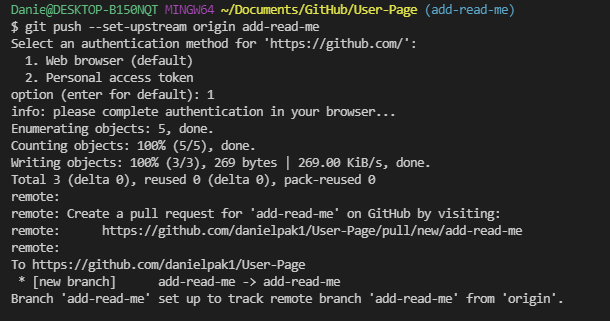 Danie@DESKTOP-B150NQT MINGW64 ~/Documents/GitHub/User-Page (add-read-me)
$ git push --set-upstream origin add-read-me
Select an authentication method for 'https://github.com/':
  1. Web browser (default)
  2. Personal access token
option (enter for default): 1
info: please complete authentication in your browser...
Enumerating objects: 5, done.
Counting objects: 100% (5/5), done.
Writing objects: 100% (3/3), 269 bytes | 269.00 KiB/s, done.
Total 3 (delta 0), reused 0 (delta 0), pack-reused 0
remote:
remote: Create a pull request for 'add-read-me' on GitHub by visiting:
remote:      https://github.com/danielpak1/User-Page/pull/new/add-read-me
remote:
To https://github.com/danielpak1/User-Page
 * [new branch]      add-read-me -> add-read-me
Branch 'add-read-me' set up to track remote branch 'add-read-me' from 'origin'.